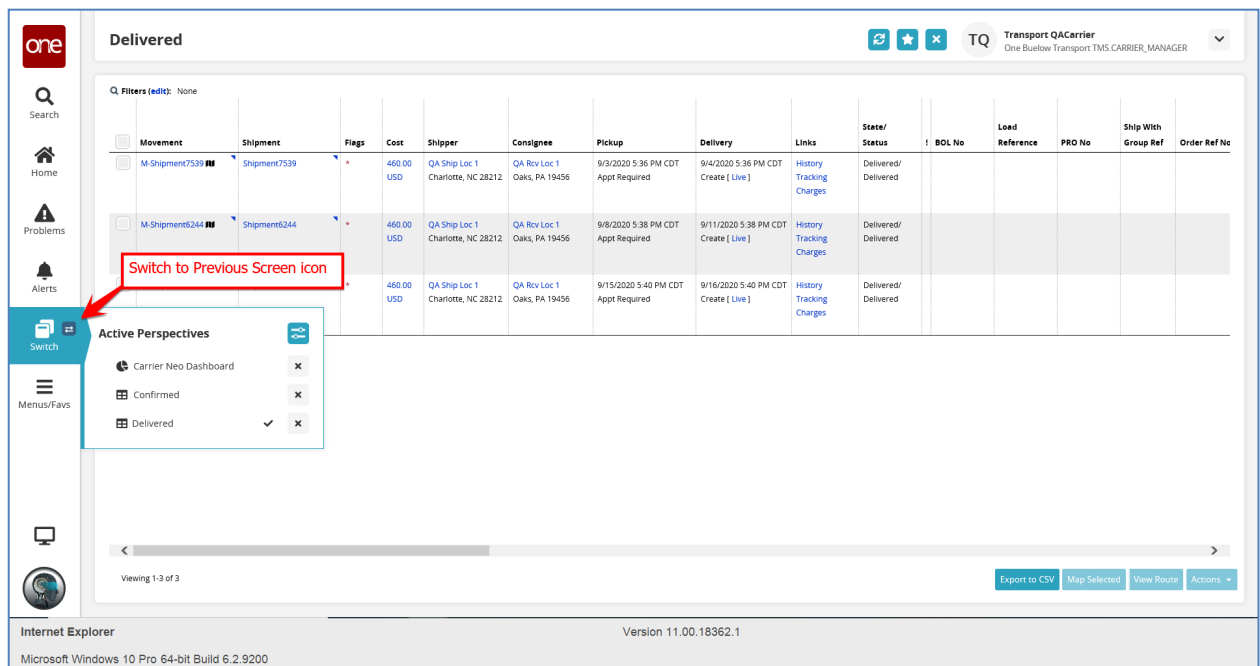 one
Delivered
TQ
Transport QACarrier
One Buelow Transport TMS.CARRIER_MANAGER
Search
Home
Problems
Alerts
Switch
Menus/Favs
Filters (edit): None
Movement Shipment Flags Cost Shipper Consignee Pickup Delivery Links State/ Status ! BOL No Load Reference PRO No Ship With Group Ref Order Ref No
M-Shipment7539 Shipment7539 * 460.00 QA Ship Loc 1 QA Rcv Loc 1 9/3/2020 5:36 PM CDT 9/4/2020 5:36 PM CDT History Delivered/
USD Charlotte, NC 28212 Oaks, PA 19456 Appt Required Create [ Live ] Tracking Delivered
Charges
M-Shipment6244 Shipment6244 * 460.00 QA Ship Loc 1 QA Rcv Loc 1 9/8/2020 5:38 PM CDT 9/11/2020 5:38 PM CDT History Delivered/
USD Charlotte, NC 28212 Oaks, PA 19456 Appt Required Create [ Live ] Tracking Delivered
Charges
Switch to Previous Screen icon
* 460.00 QA Ship Loc 1 QA Rcv Loc 1 9/15/2020 5:40 PM CDT 9/16/2020 5:40 PM CDT History Delivered/
USD Charlotte, NC 28212 Oaks, PA 19456 Appt Required Create [ Live ] Tracking Delivered
Charges
Active Perspectives
Carrier Neo Dashboard
Confirmed
Delivered
Viewing 1-3 of 3
Export to CSV Map Selected View Route Actions
Internet Explorer Version 11.00.18362.1
Microsoft Windows 10 Pro 64-bit Build 6.2.9200